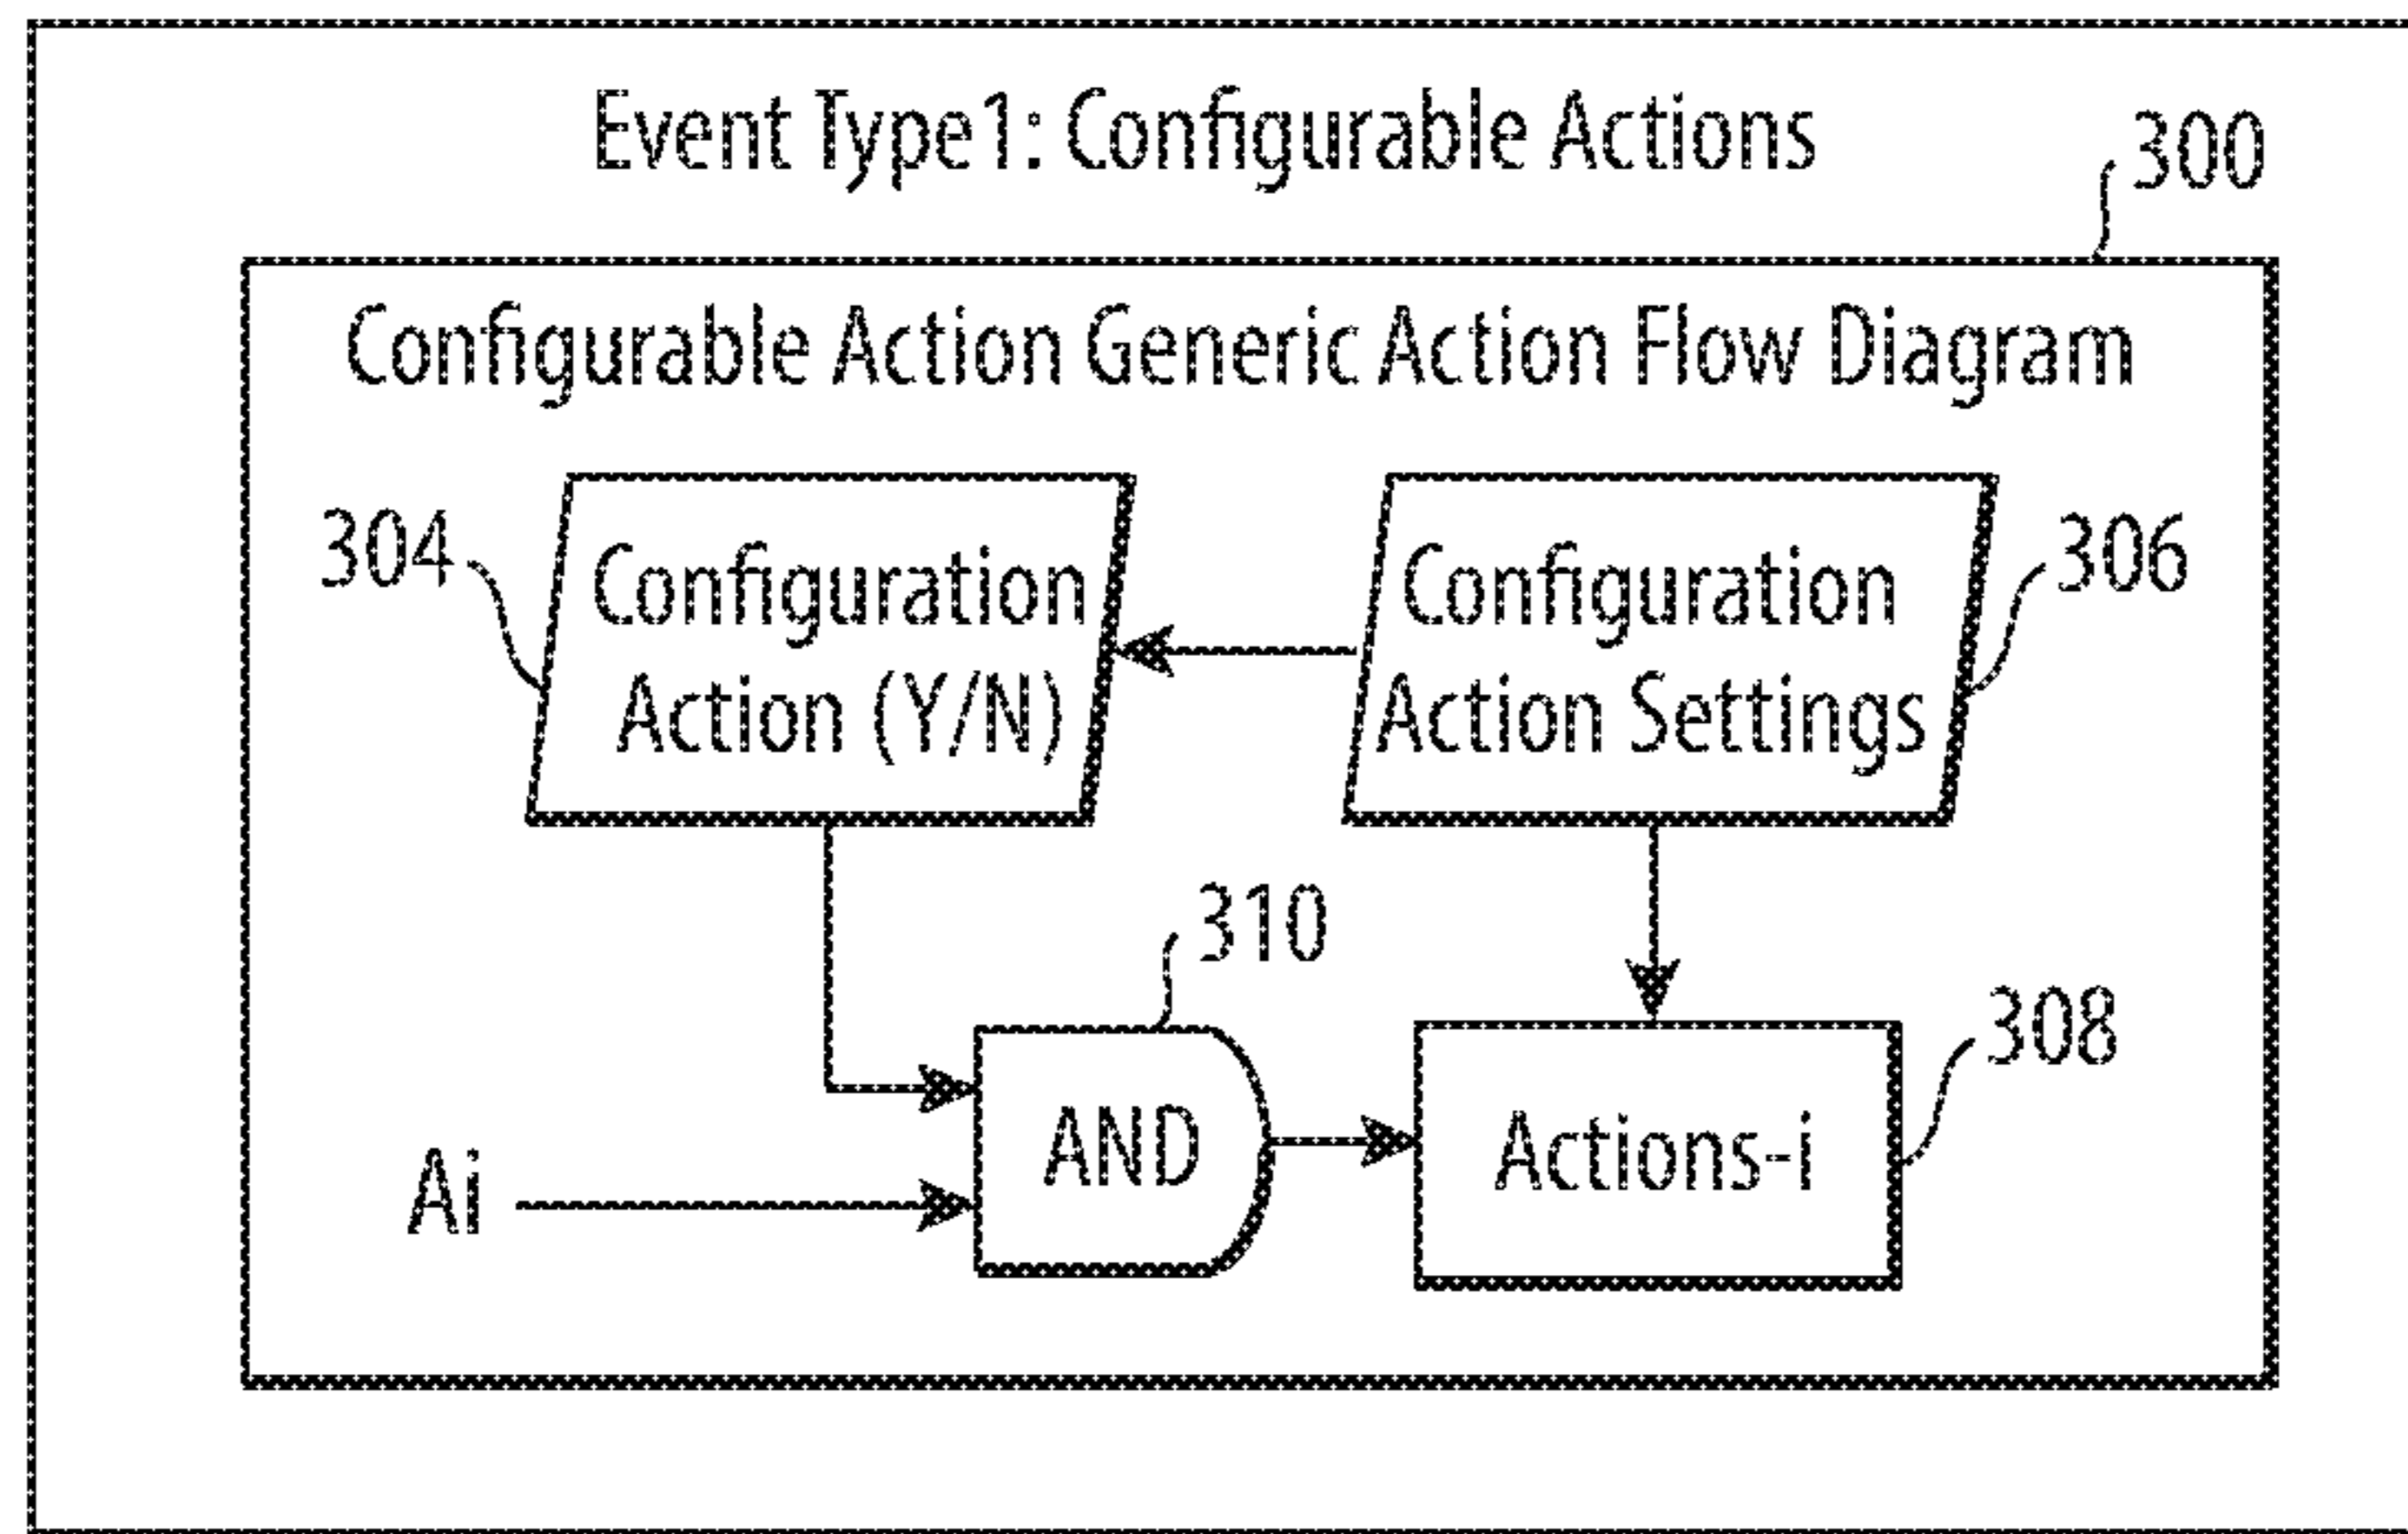 Event Type1: Configurable Actions
300
Configurable Action Generic Action Flow Diagram
304
Configuration
Action (Y/N)
Configuration
Action Settings
306
310
308
AND
Actions-i
Ai